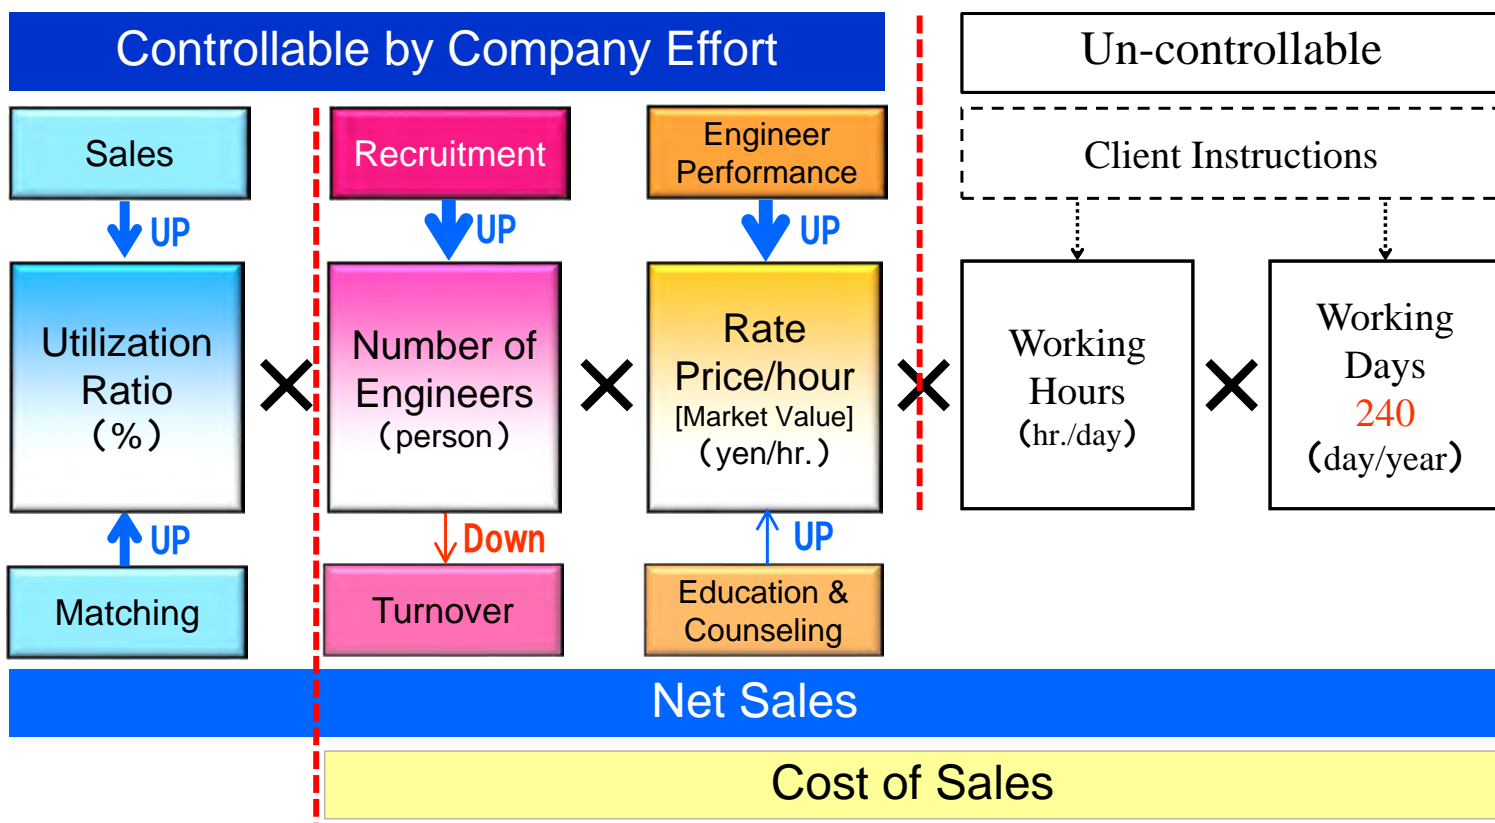 Controllable by Company Effort
Un-controllable
Sales
Recruitment
Engineer
Performance
Client Instructions
UP
UP
UP
Utilization
Ratio
（%）
×
Number of
Engineers
（person）
×
Rate
Price/hour
[Market Value]
（yen/hr.）
×
Working
Hours
（hr./day）
×
Working
Days
240
（day/year）
UP
Down
UP
Matching
Turnover
Education &
Counseling
Net Sales
Cost of Sales